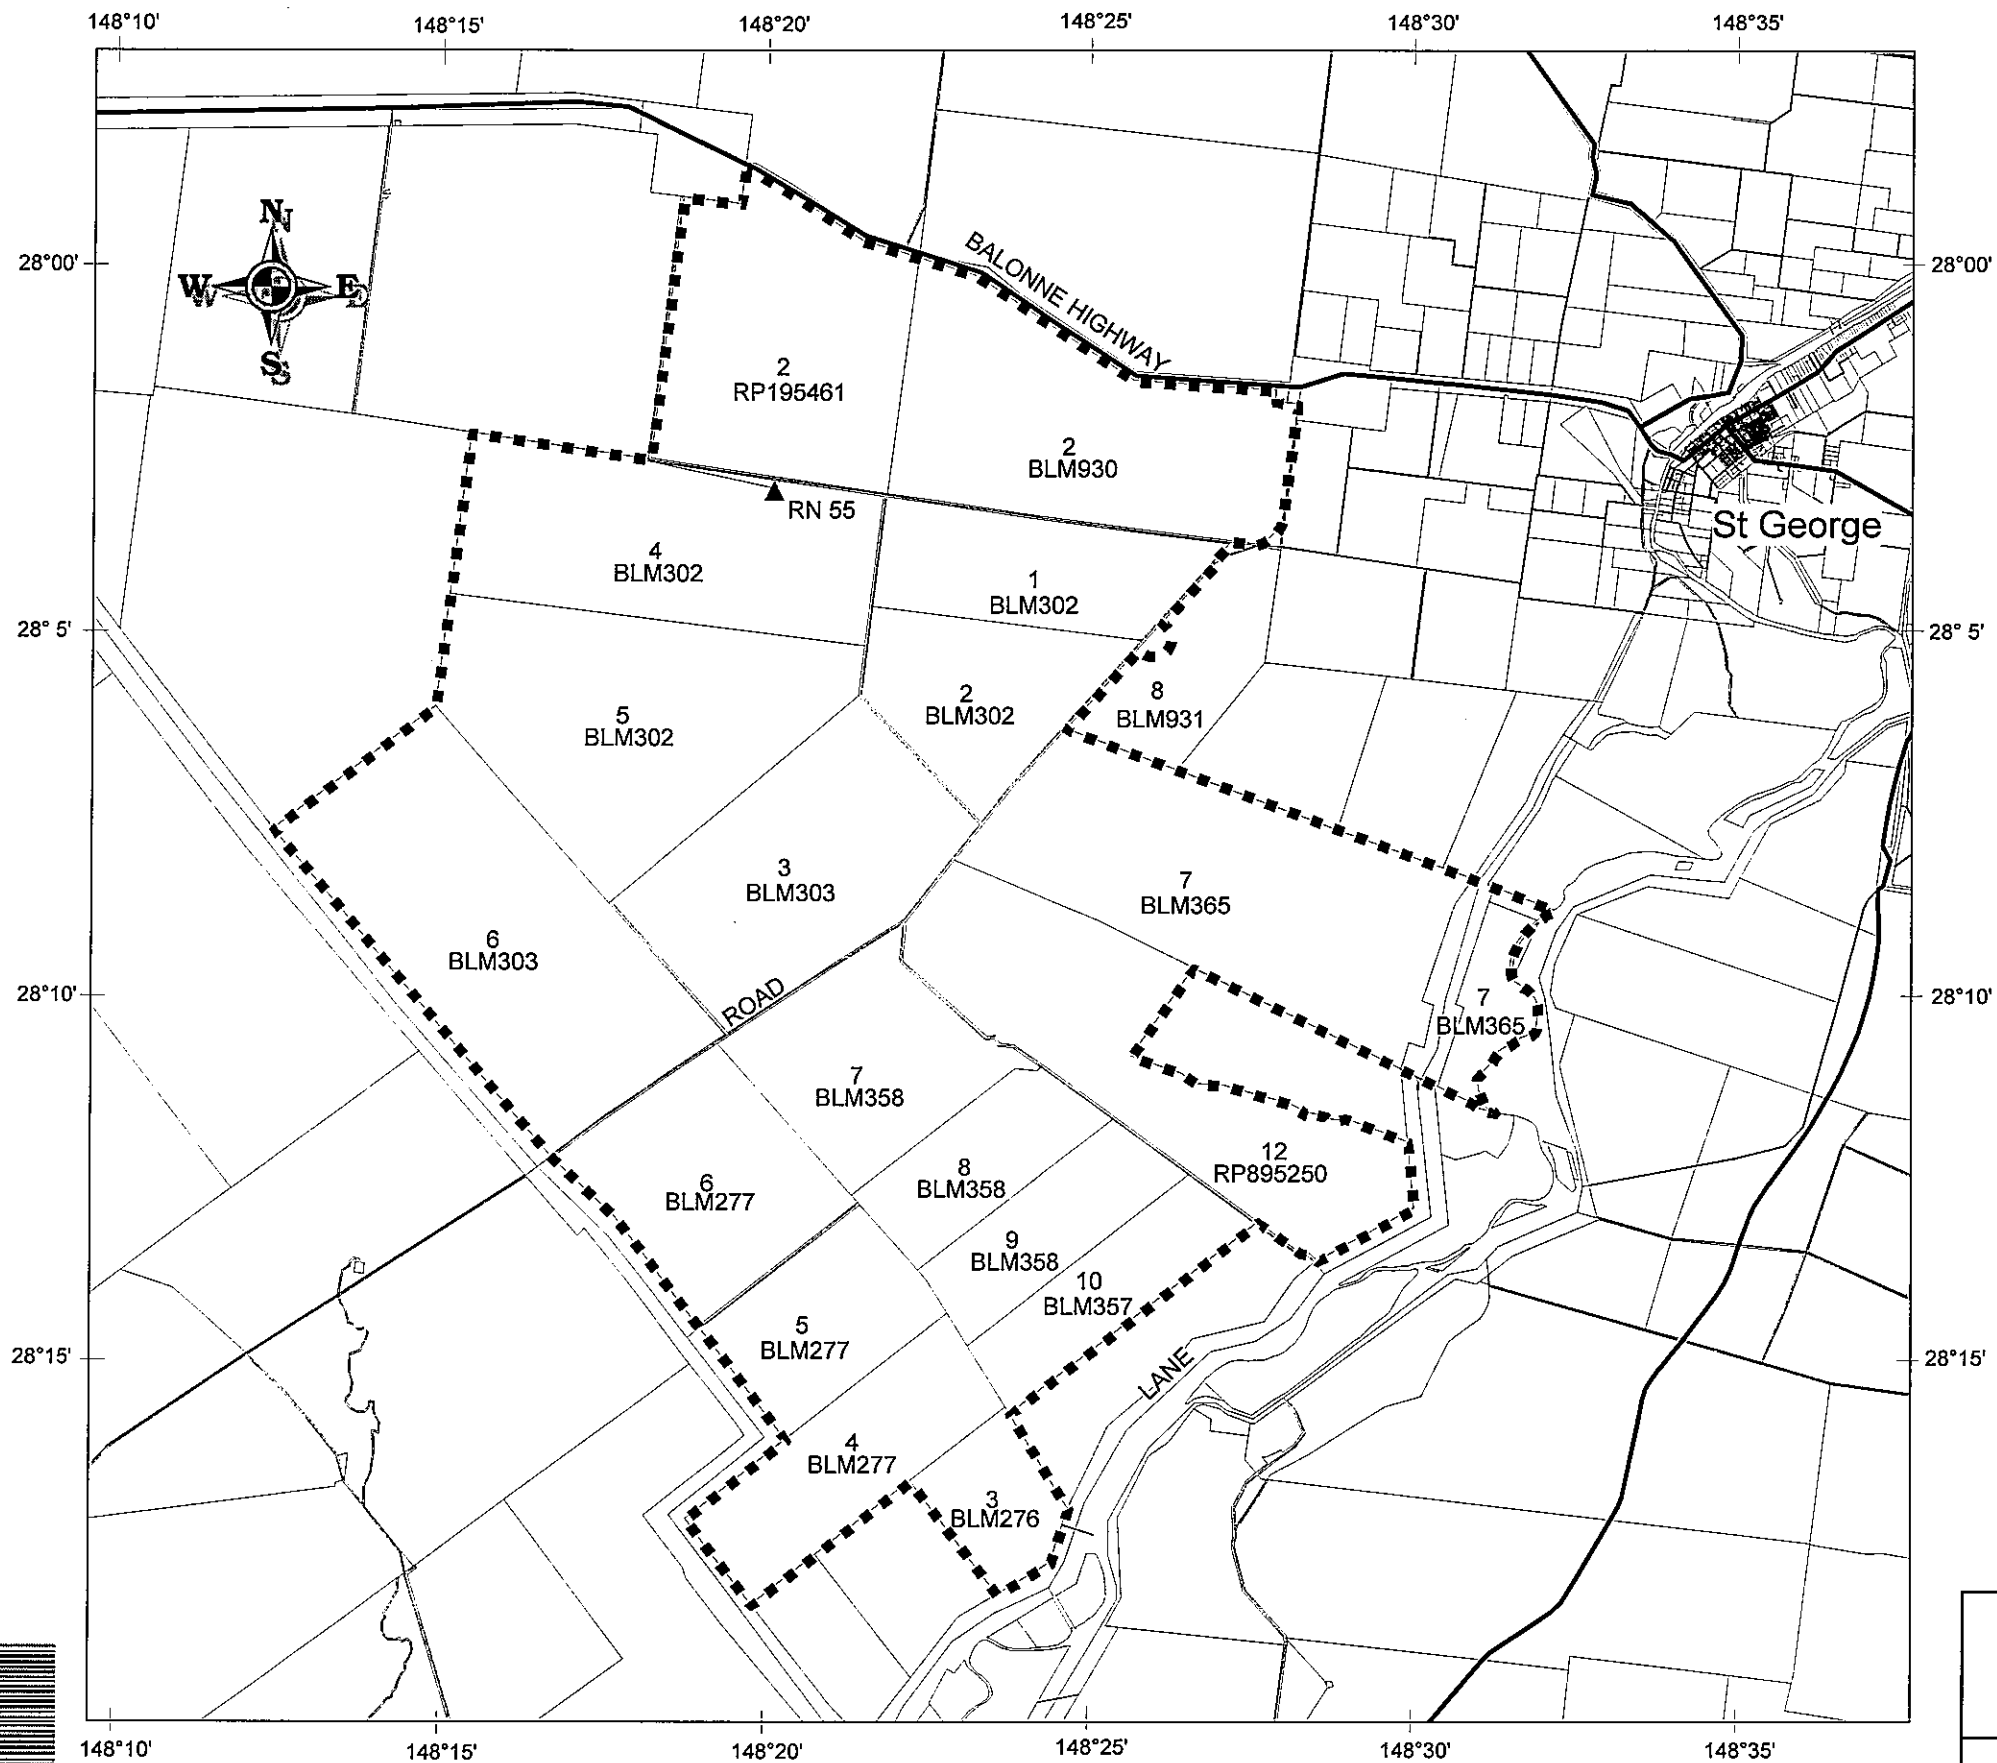 148°10'
148°15'
148°20'
148°25'
148°30'
148°35'
N
W
E
S
28°00'
28°00'
BALONNE HIGHWAY
2
RP195461
2
BLM930
RN 55
St George
4
BLM302
1
BLM302
28° 5'
28° 5'
5
BLM302
2
BLM302
8
BLM931
3
BLM303
7
BLM365
6
BLM303
ROAD
28°10'
28°10'
7
BLM365
7
BLM358
12
RP895250
6
BLM277
8
BLM358
9
BLM358
10
BLM357
5
BLM277
LANE
28°15'
28°15'
4
BLM277
3
BLM276
148°10'
148°15'
148°20'
148°25'
148°30'
148°35'